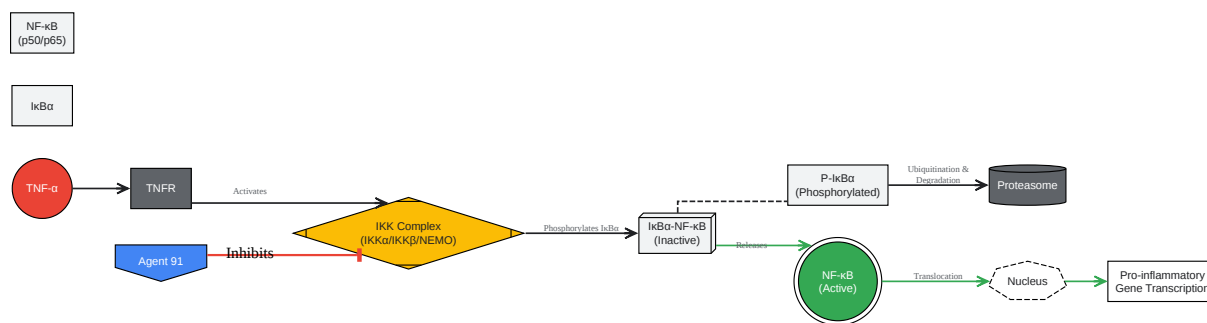 NF-κB
(p50/p65)
IκBα
TNF-α
TNFR
Activates
Agent 91
Inhibits
IKK Complex
(IKKα/IKKβ/NEMO)
Phosphorylates IκBα
IκBα-NF-κB
(Inactive)
P-IκBα
(Phosphorylated)
Ubiquitination &
Degradation
Proteasome
Releases
NF-κB
(Active)
Translocation
Nucleus
Pro-inflammatory
Gene Transcription